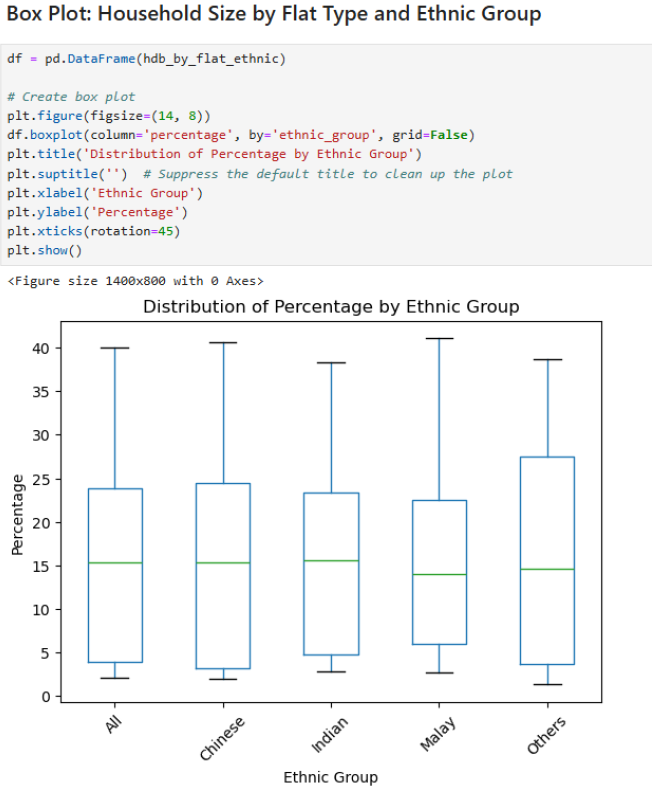 Box Plot: Household Size by Flat Type and Ethnic Group
df = pd.DataFrame(hdb_by_flat_ethnic)
# Create box plot
plt.figure(figsize=(14, 8))
df.boxplot(column='percentage', by='ethnic_group', grid=False)
plt.title('Distribution of Percentage by Ethnic Group')
plt.suptitle('')  # Suppress the default title to clean up the plot
plt.xlabel('Ethnic Group')
plt.ylabel('Percentage')
plt.xticks(rotation=45)
plt.show()
<Figure size 1400x800 with 0 Axes>
Distribution of Percentage by Ethnic Group
40
35
30
25
20
15
10
5
0
Percentage
All
Chinese
Indian
Malay
Others
Ethnic Group